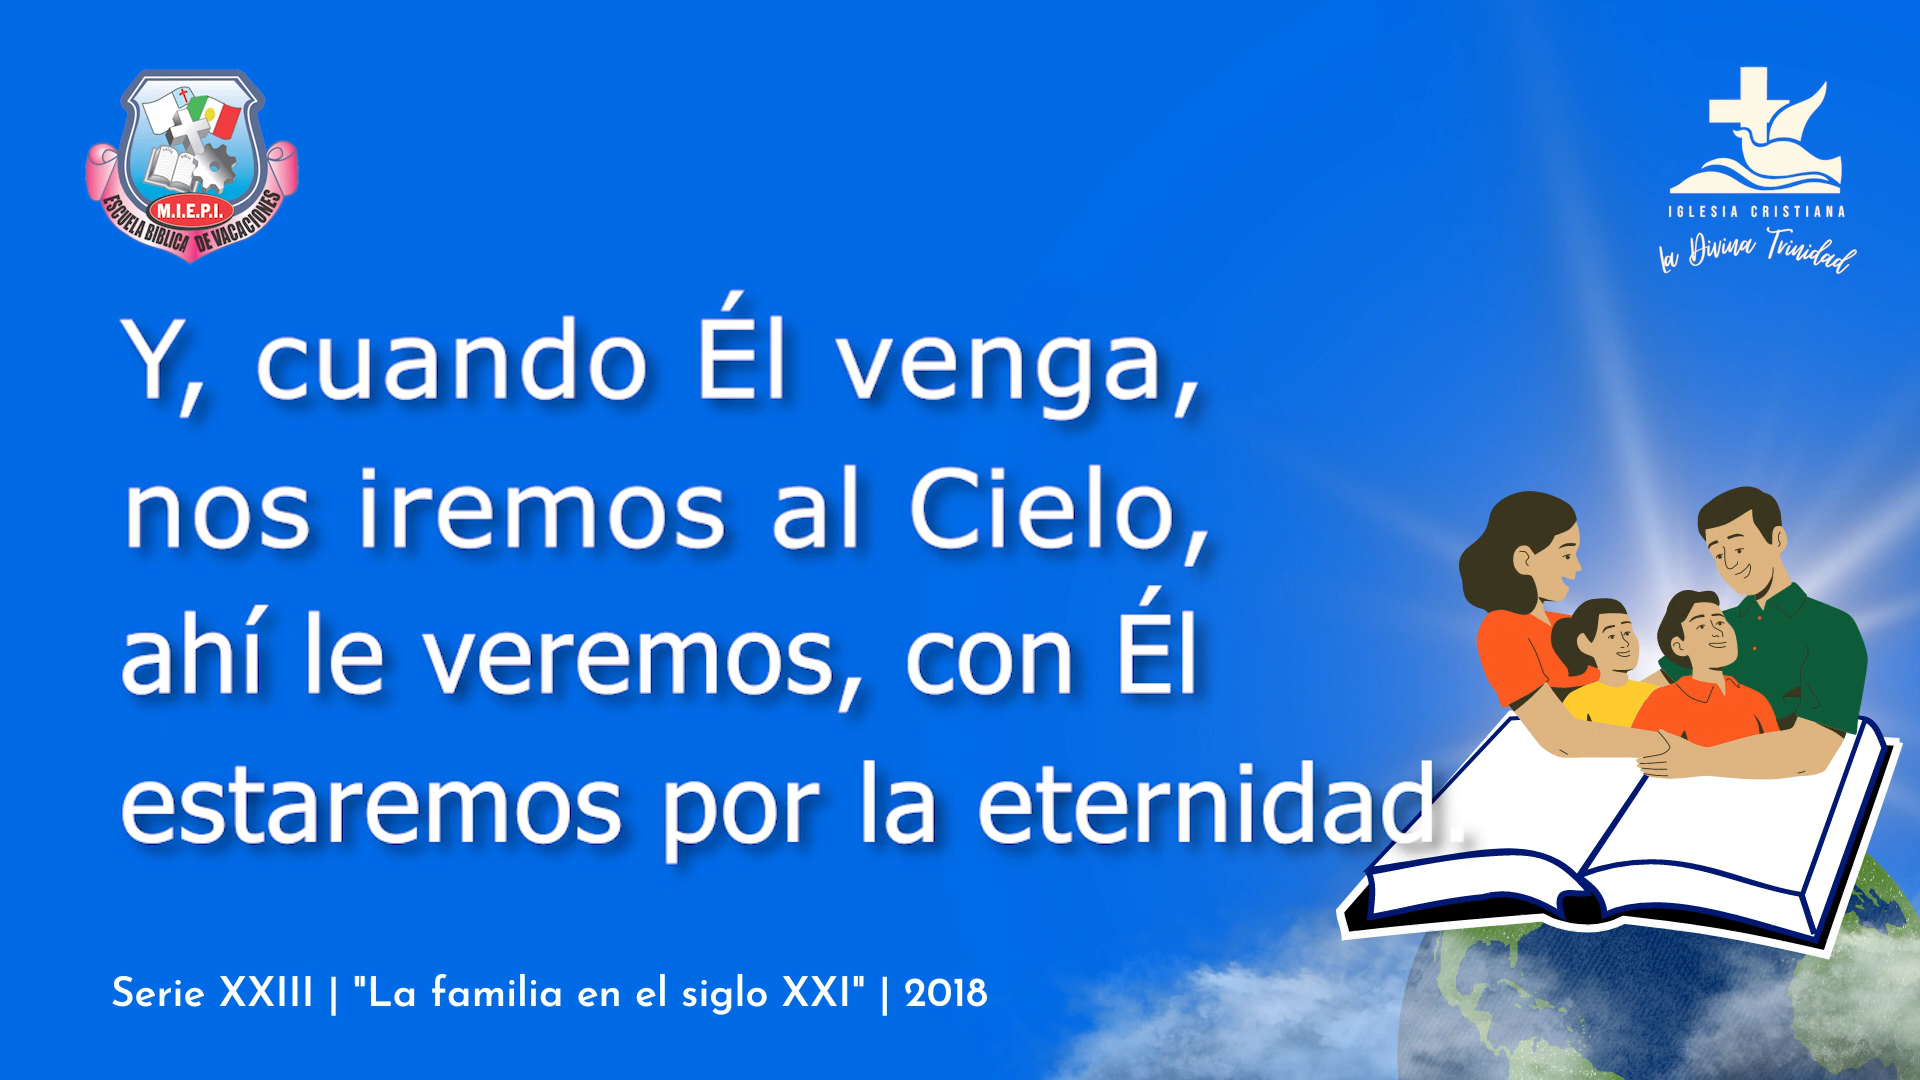 M.I.E.P.I.
ESCUELA BIBLICA DE VACACIONES
IGLESIA CRISTIANA
La Divina Trinidad
Y, cuando Él venga,
nos iremos al Cielo,
ahí le veremos, con Él
estaremos por la eternidad.
Serie XXIII | "La familia en el siglo XXI" | 2018